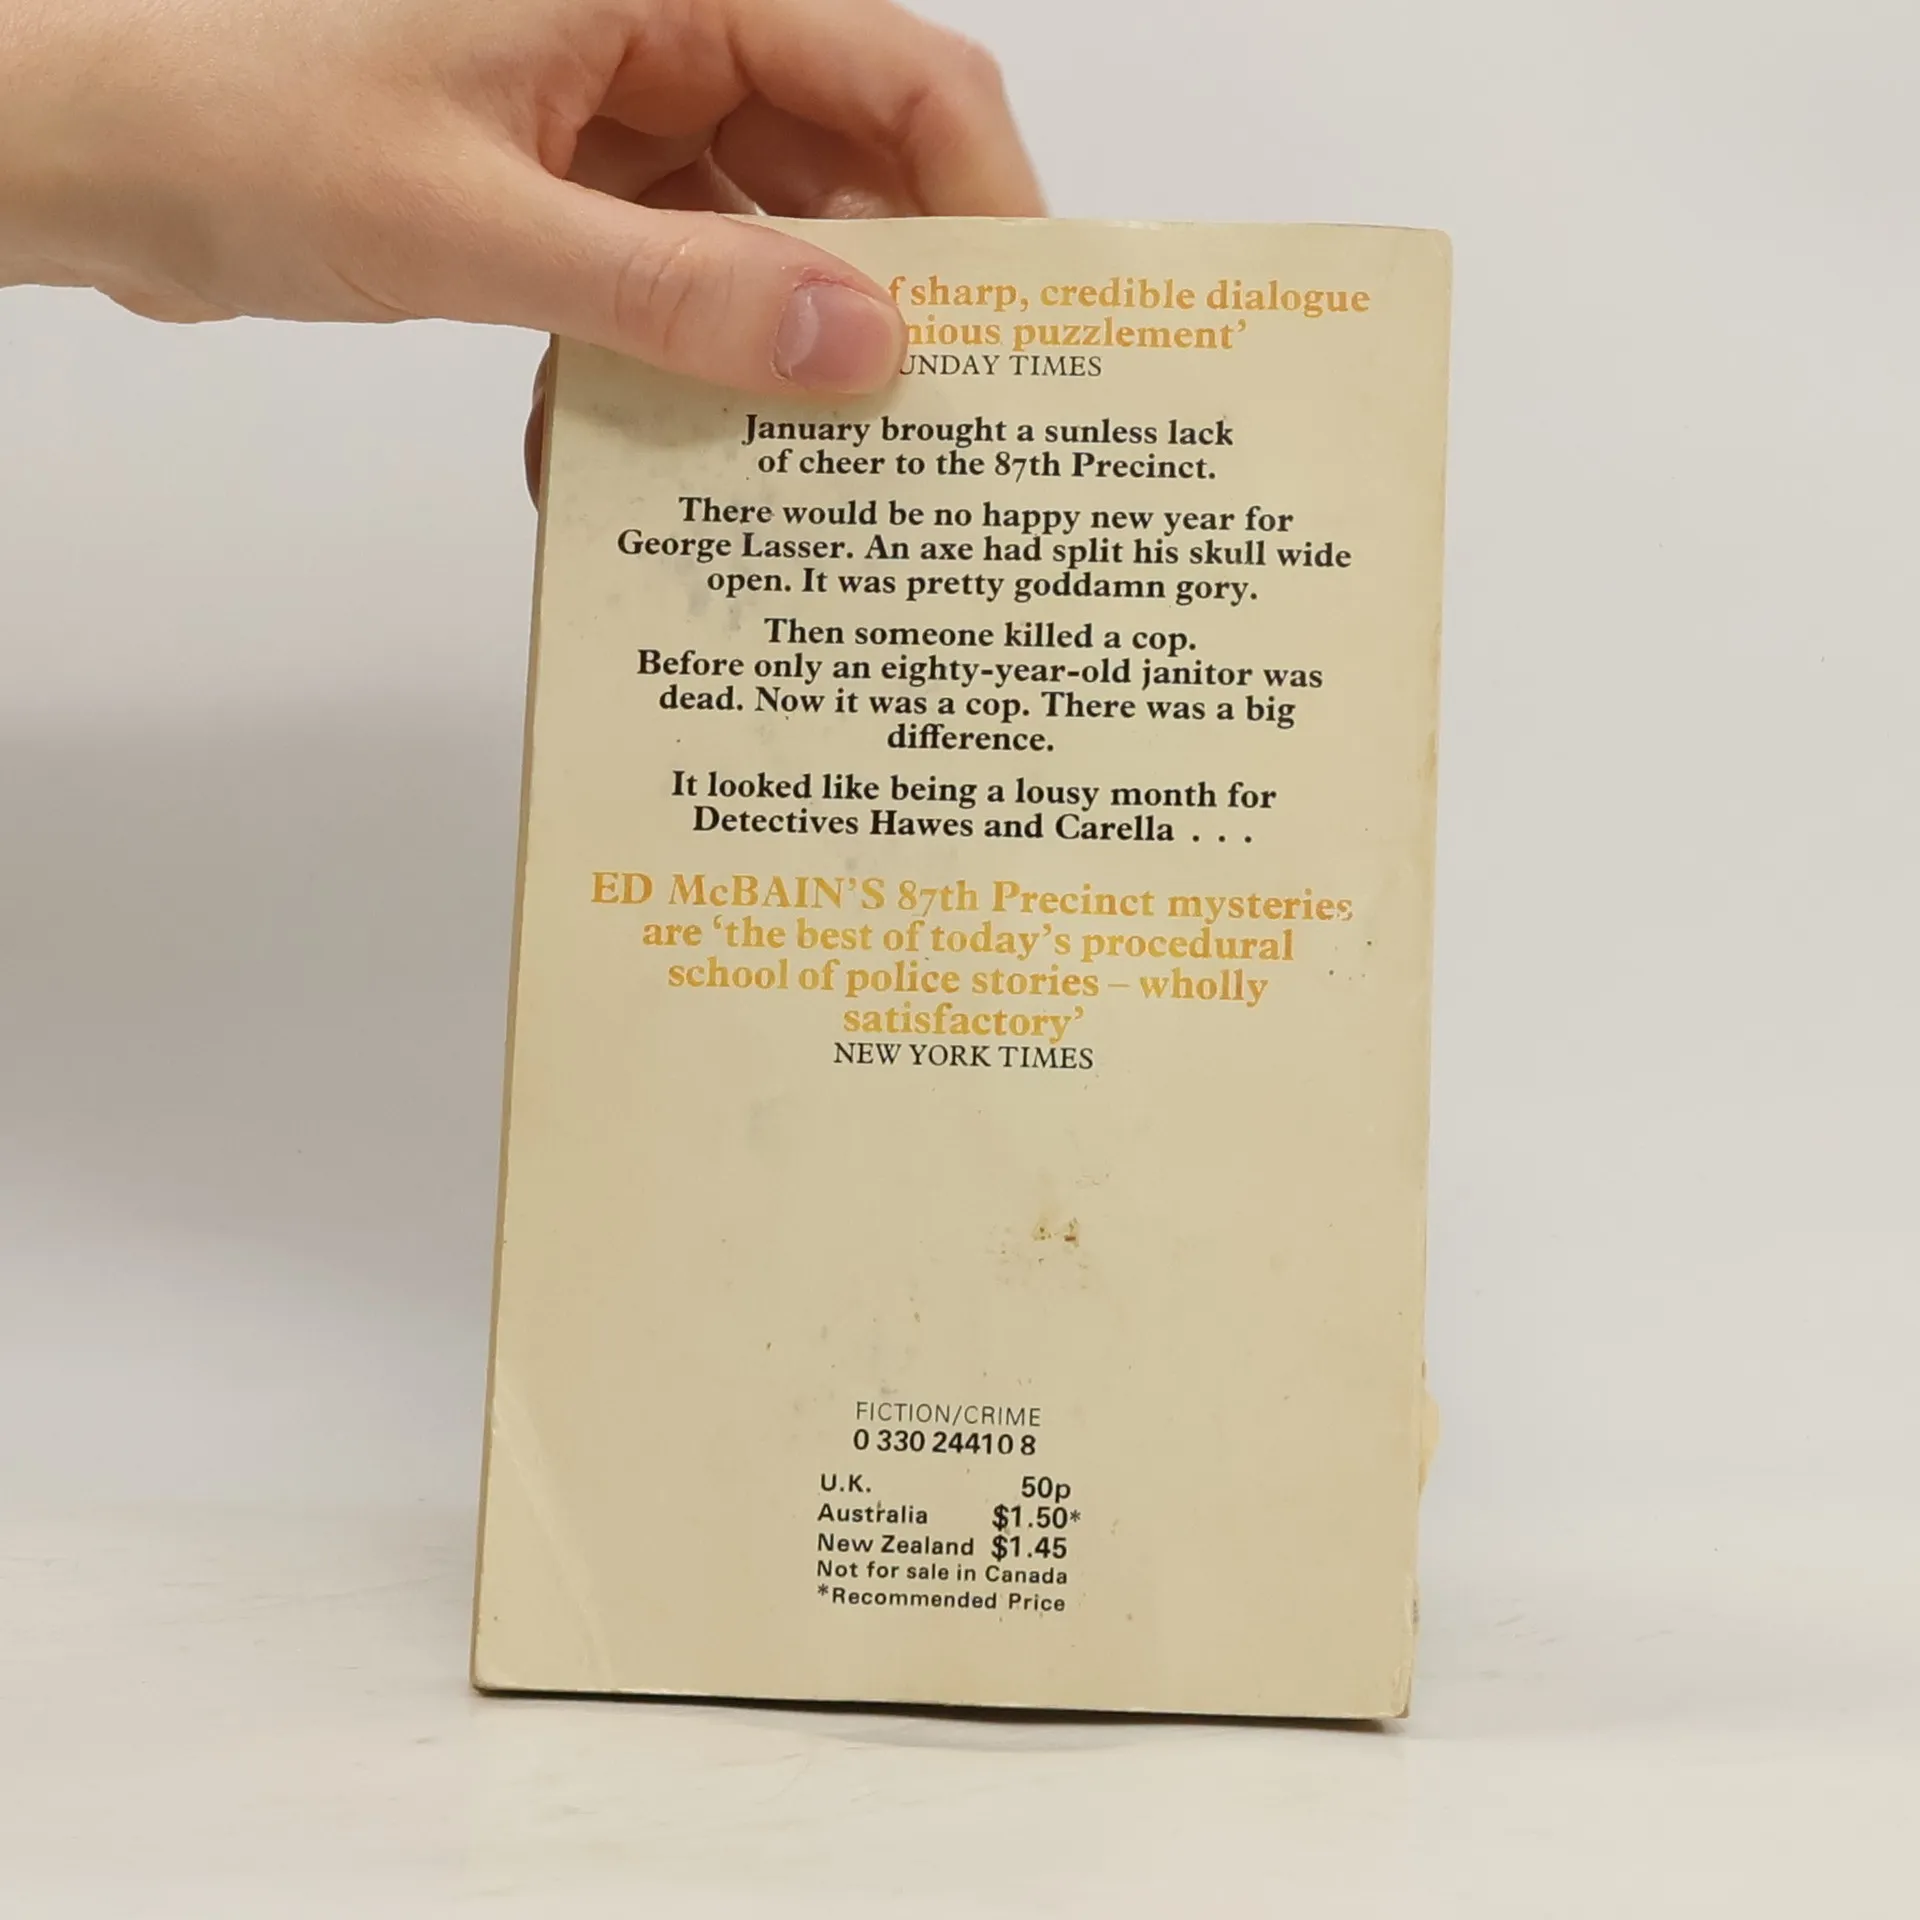 sharp, credible dialogue
puzzlement’
TIMES
January brought a sunless lack
of cheer to the 87th Precinct.
There would be no happy new year for
George Lasser. An axe had split his skull wide
open. It was pretty goddamn gory.
Then someone killed a cop.
Before only an eighty-year-old janitor was
dead. Now it was a cop. There was a big
difference.
It looked like being a lousy month for
Detectives Hawes and Carella . . .
ED McBAIN’S 87th Precinct mysteries
are ‘the best of today’s procedural
school of police stories – wholly
satisfactory’
NEW YORK TIMES
FICTION/CRIME
0 330 24410 8
U.K. 50p
Australia $1.50*
New Zealand $1.45
Not for sale in Canada
*Recommended Price